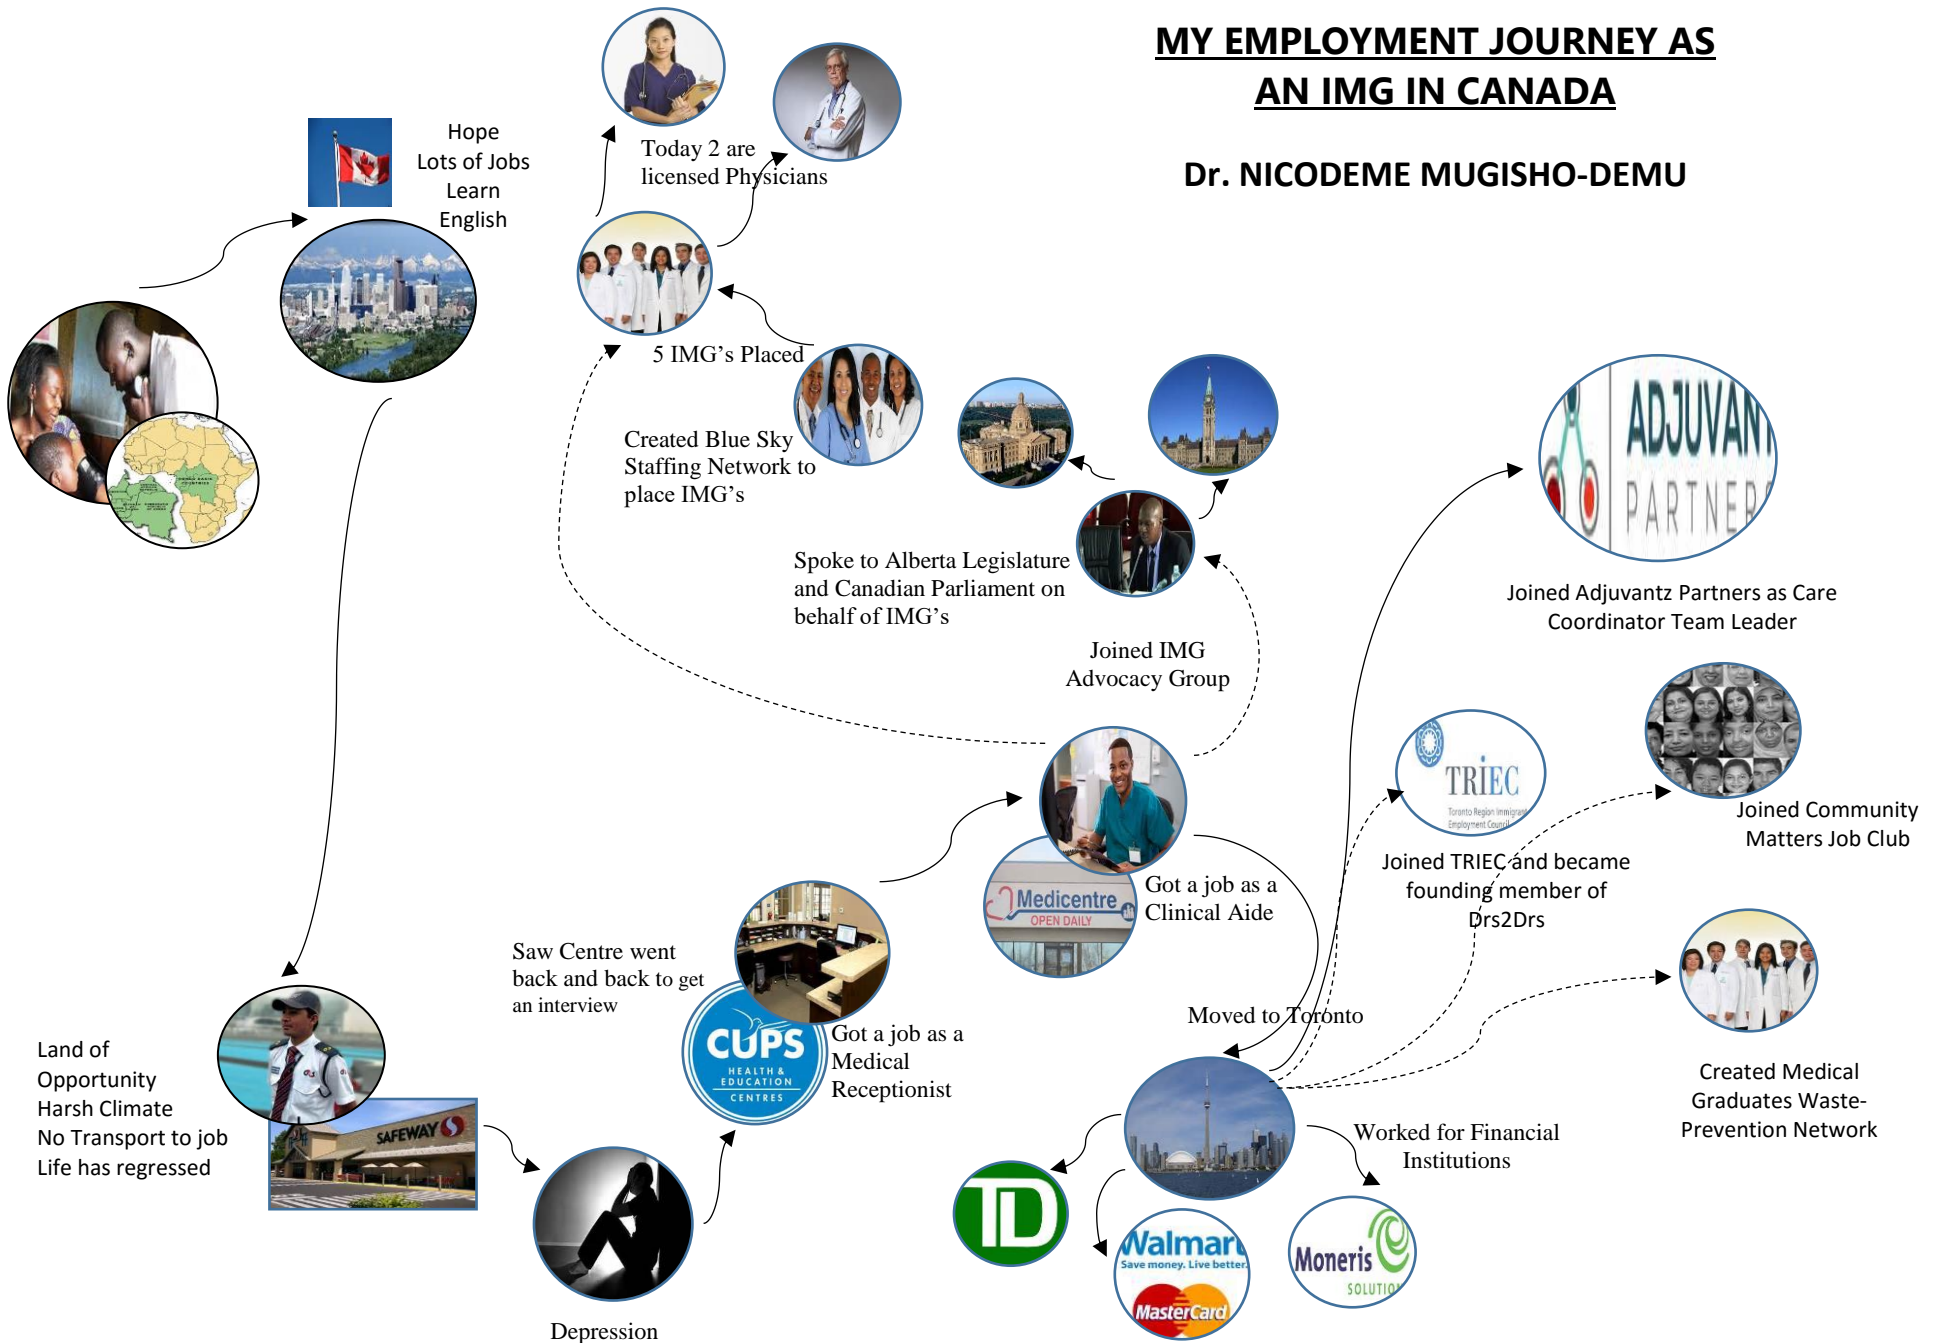 MY EMPLOYMENT JOURNEY AS
AN IMG IN CANADA
Dr. NICODEME MUGISHO-DEMU
Hope
Lots of Jobs
Learn
English
Today 2 are
licensed Physicians
5 IMG's Placed
Created Blue Sky
Staffing Network to
place IMG's
Spoke to Alberta Legislature
and Canadian Parliament on
behalf of IMG's
Joined IMG
Advocacy Group
ADJUVAN
PARTNER
Joined Adjuvantz Partners as Care
Coordinator Team Leader
TRIEC
Toronto Region Immigrant
Employment Council
Joined TRIEC and became
founding member of
Drs2Drs
Joined Community
Matters Job Club
Created Medical
Graduates Waste-
Prevention Network
Medicentre
OPEN DAILY
Got a job as a
Clinical Aide
Saw Centre went
back and back to get
an interview
CUPS
HEALTH &
EDUCATION
CENTRES
Got a job as a
Medical
Receptionist
Land of
Opportunity
Harsh Climate
No Transport to job
Life has regressed
SAFEWAY
Depression
Moved to Toronto
Worked for Financial
Institutions
TD
Walmart
Save money. Live better.
MasterCard
Moneris
SOLUTIO